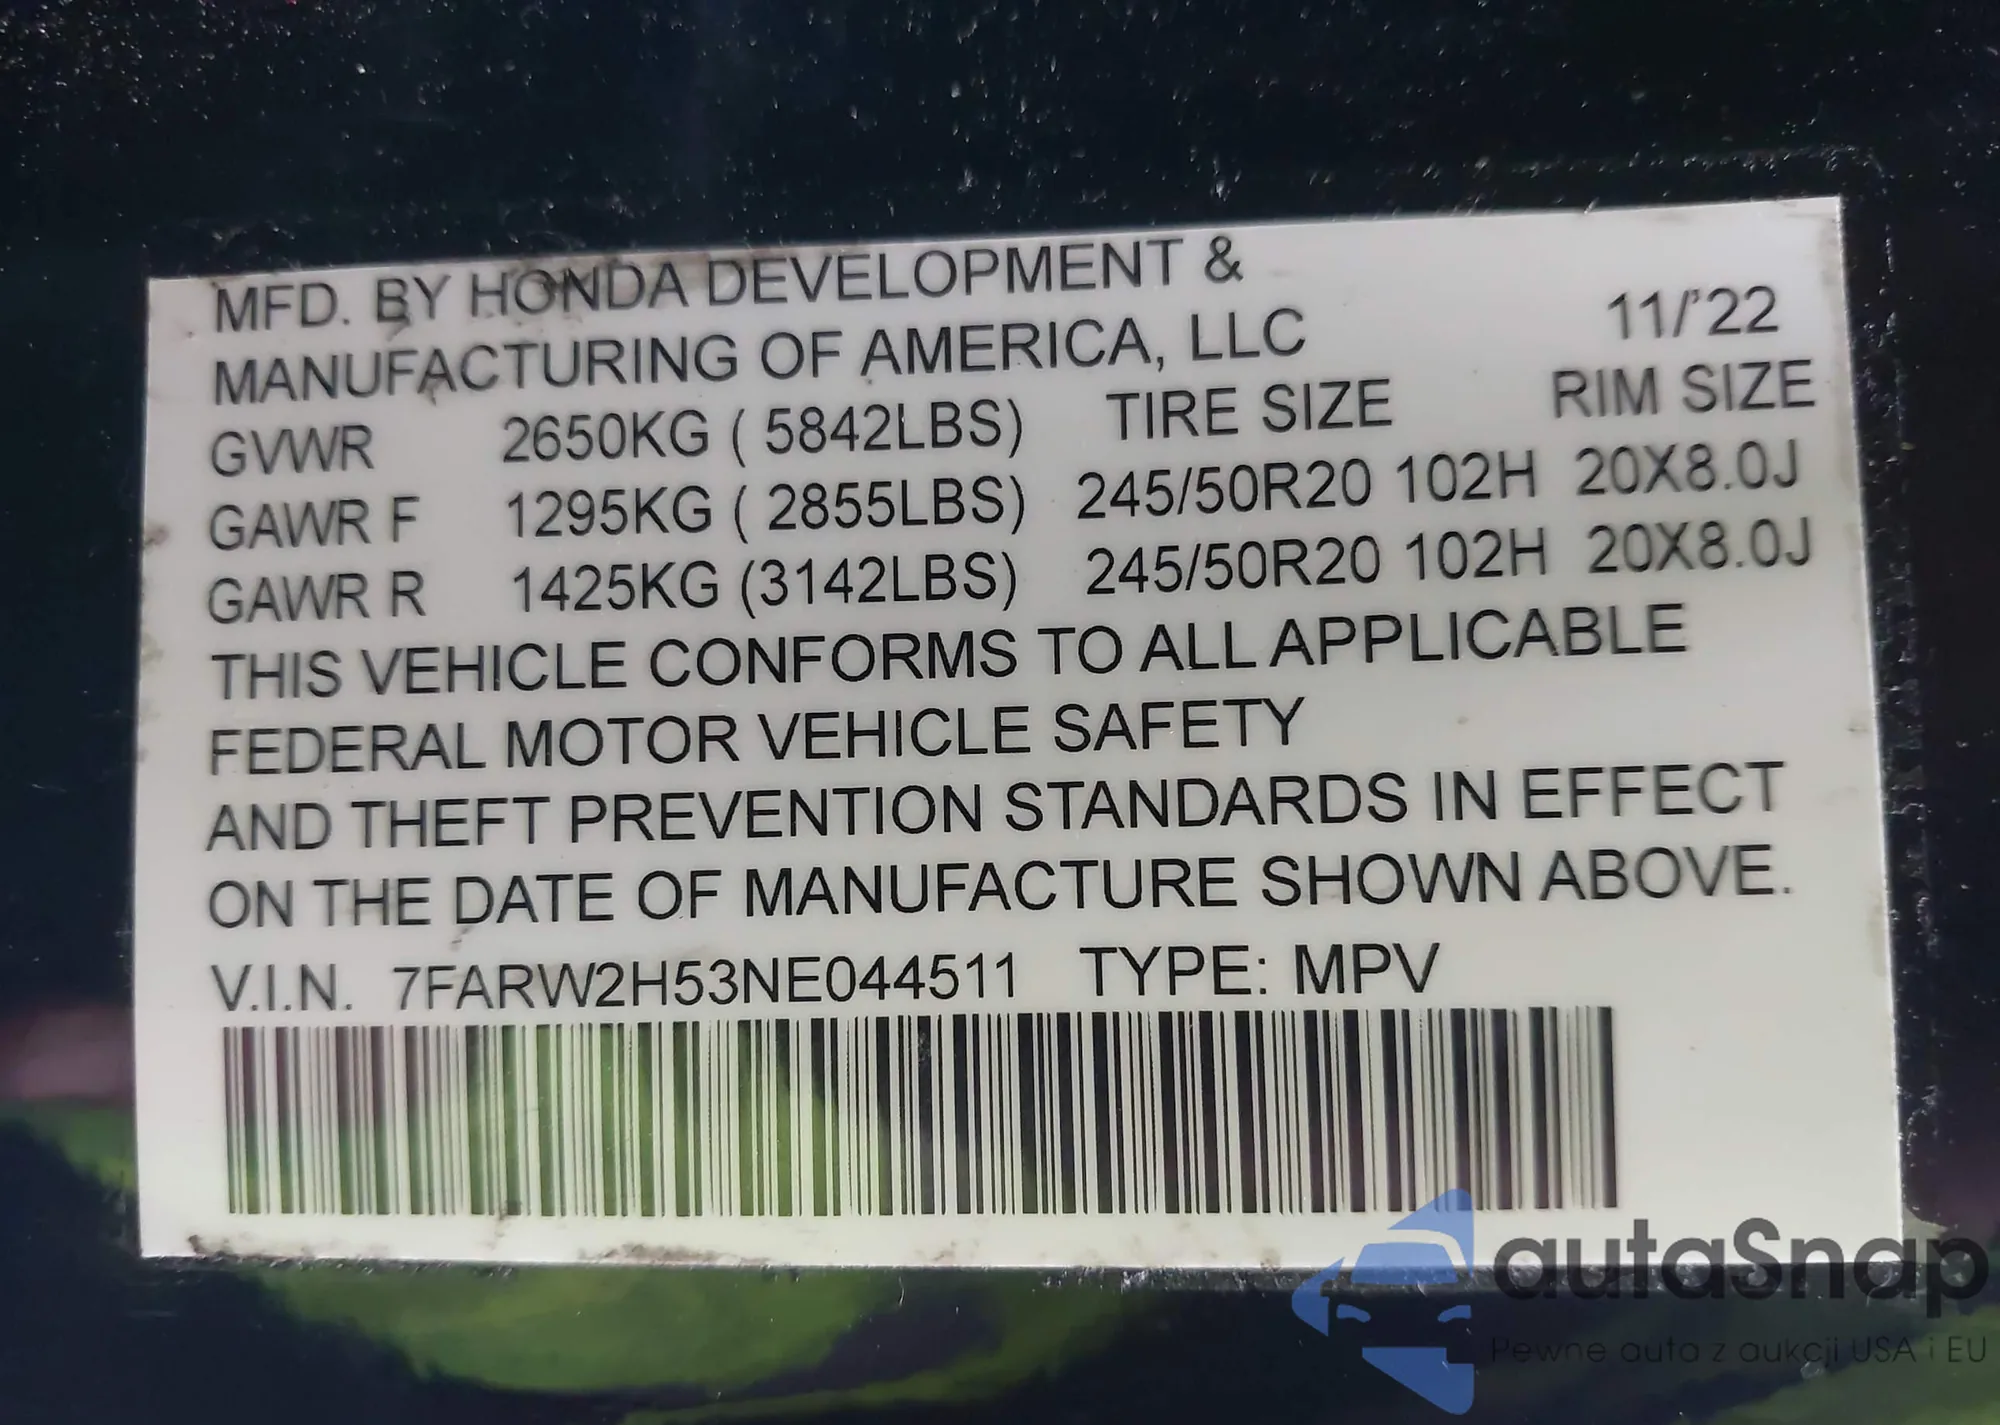 MFD. BY HONDA DEVELOPMENT &
MANUFACTURING OF AMERICA, LLC 11/'22
GVWR 2650KG ( 5842LBS) TIRE SIZE RIM SIZE
GAWR F 1295KG ( 2855LBS) 245/50R20 102H 20X8.0J
GAWR R 1425KG (3142LBS) 245/50R20 102H 20X8.0J
THIS VEHICLE CONFORMS TO ALL APPLICABLE
FEDERAL MOTOR VEHICLE SAFETY
AND THEFT PREVENTION STANDARDS IN EFFECT
ON THE DATE OF MANUFACTURE SHOWN ABOVE.
V.I.N. 7FARW2H53NE044511 TYPE: MPV
autaSnap
Pewne auta z aukcji USA i EU